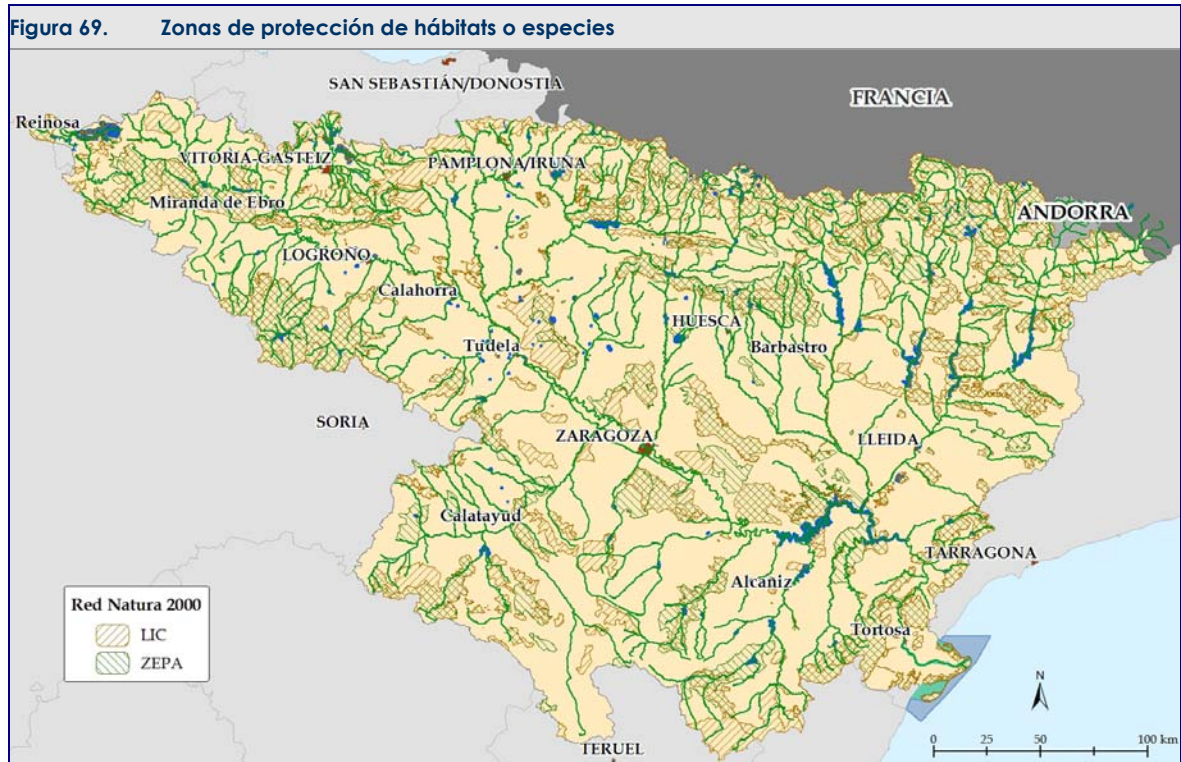 Figura 69. Zonas de protección de hábitats o especies
SAN SEBASTIÁN/DONOSTIA
FRANCIA
Reinosa
VITORIA-GASTEIZ
PAMPLONA/IRUÑA
Miranda de Ebro
ANDORRA
LOGROÑO
Calahorra
HUESCA
Tudela
Barbastro
SORIA
ZARAGOZA
LLEIDA
Calatayud
TARRAGONA
Alcañiz
Red Natura 2000
LIC
ZEPA
Tortosa
N
TERUEL
0 25 50 100 km